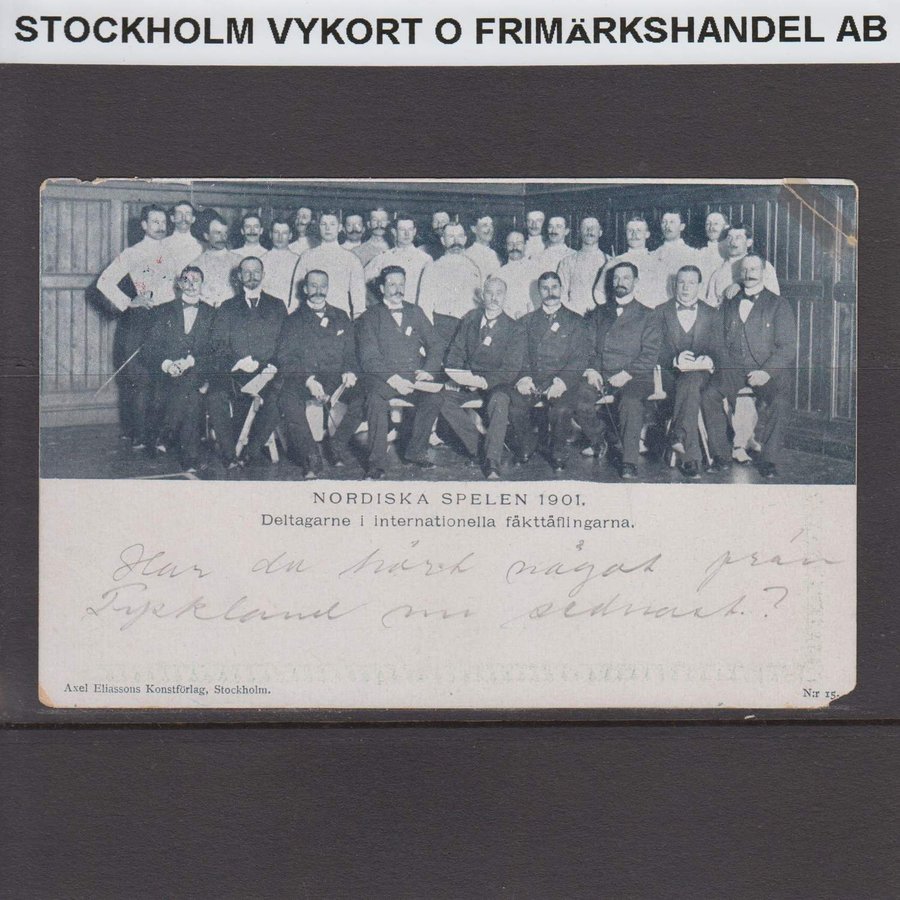 STOCKHOLM VYKORT O FRIMÄRKSHANDEL AB
NORDISKA SPELEN 1901.
Deltagarne i internationella fåkttåflingarna.
Har du hört något från
Tyskland nu sednast.?
Axel Eliassons Konstförlag, Stockholm.
N:r 15.